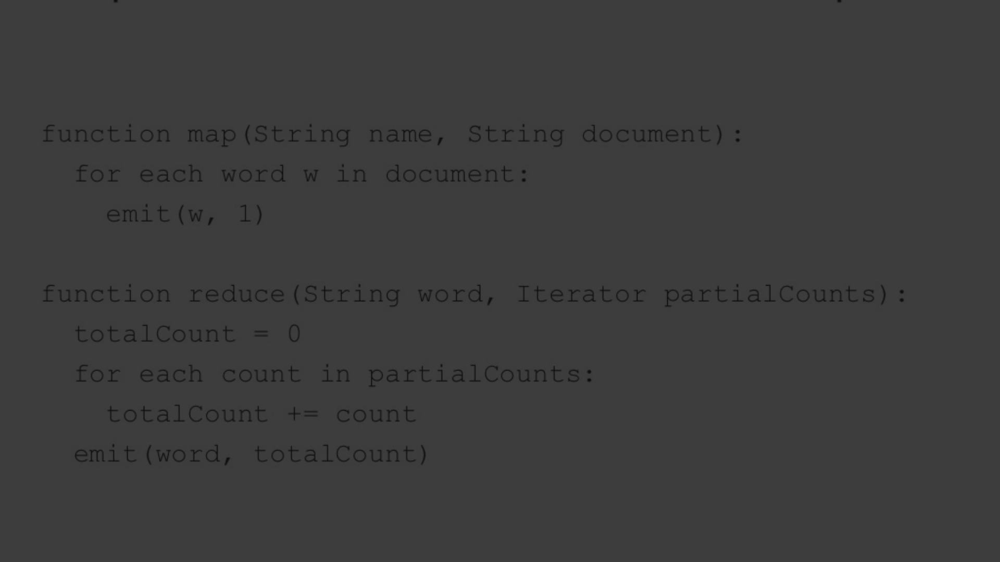 function map(String name, String document):
for each word w in document:
emit(w, 1)
function reduce(String word, Iterator partialCounts):
totalCount = 0
for each count in partialCounts:
totalCount += count
emit(word, totalCount)